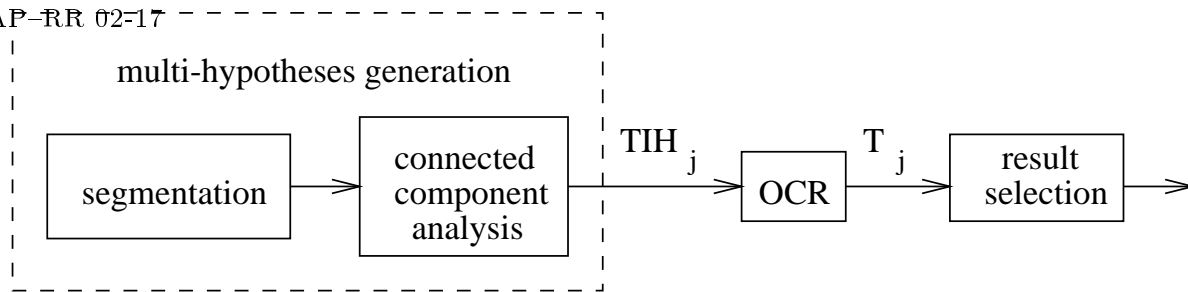 AP–RR 02-17
multi-hypotheses generation
segmentation
connected
component
analysis
TIH j
OCR
T j
result
selection